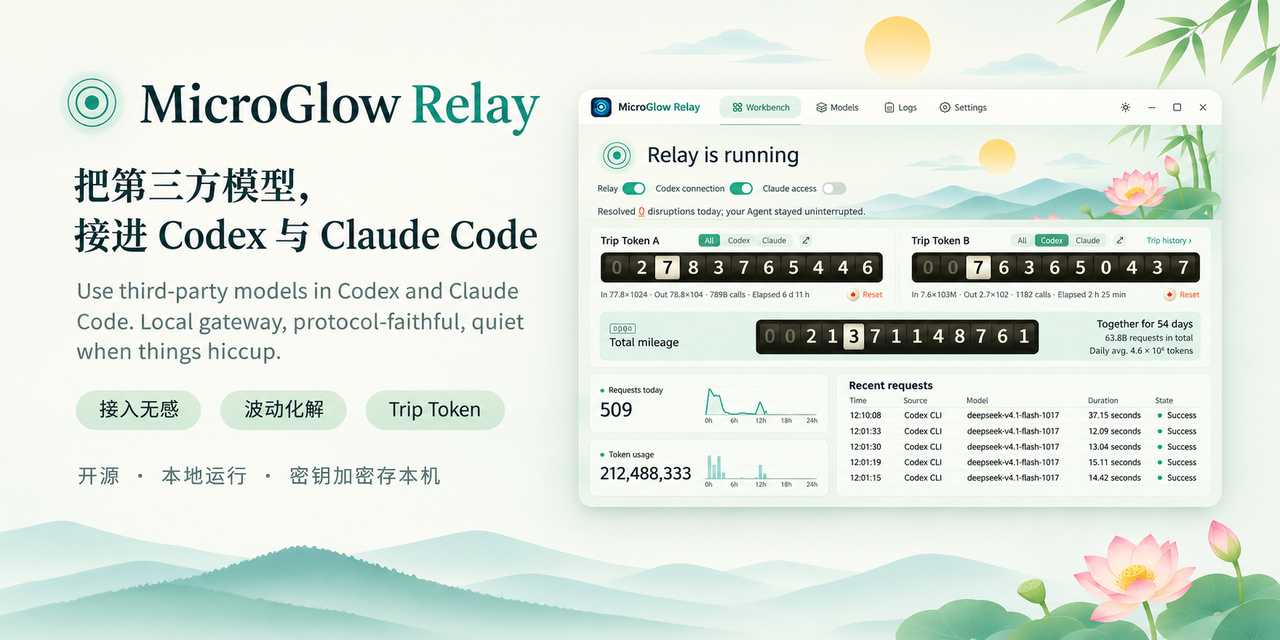 MicroGlow Relay
把第三方模型，
接进 Codex 与 Claude Code
Use third-party models in Codex and Claude
Code. Local gateway, protocol-faithful, quiet
when things hiccup.
接入无感 波动化解 Trip Token
开源 · 本地运行 · 密钥加密存本机
MicroGlow Relay Workbench Models Logs Settings
Relay is running
Relay Codex connection Claude access
Resolved 0 disruptions today; your Agent stayed uninterrupted.
Trip Token A All Codex Claude
0 2 7 8 3 7 6 5 4 4 6
In 77.8×1024 · Out 78.8×104 · 789B calls · Elapsed 6 d 11 h Reset
Trip Token B All Codex Claude Trip history ›
0 0 7 6 3 6 5 0 4 3 7
In 7.6×103M · Out 2.7×102 · 1182 calls · Elapsed 2 h 25 min Reset
Total mileage
0 0 2 1 3 7 1 1 4 8 7 6 1
Together for 54 days
63.8B requests in total
Daily avg. 4.6 × 10⁶ tokens
Requests today
509
0h 6h 12h 18h 24h
Token usage
212,488,333
0h 6h 12h 18h 24h
Recent requests
Time Source Model Duration State
12:10:08 Codex CLI deepseek-v4.1-flash-1017 37.15 seconds Success
12:01:33 Codex CLI deepseek-v4.1-flash-1017 12.09 seconds Success
12:01:30 Codex CLI deepseek-v4.1-flash-1017 13.04 seconds Success
12:01:19 Codex CLI deepseek-v4.1-flash-1017 15.11 seconds Success
12:01:15 Codex CLI deepseek-v4.1-flash-1017 14.42 seconds Success